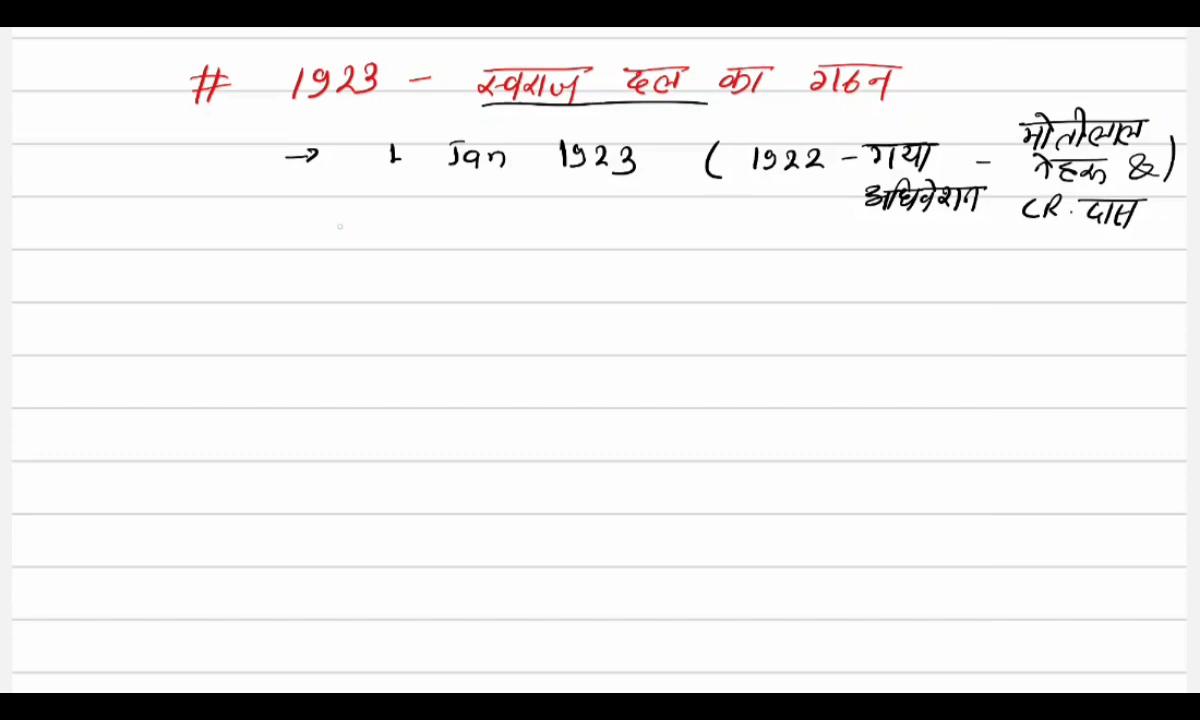 # 1923 - स्वराज दल का गठन
→ 1 Jan 1923 ( 1922 - गया अधिवेशन - मोतीलाल नेहरू & CR. दास )